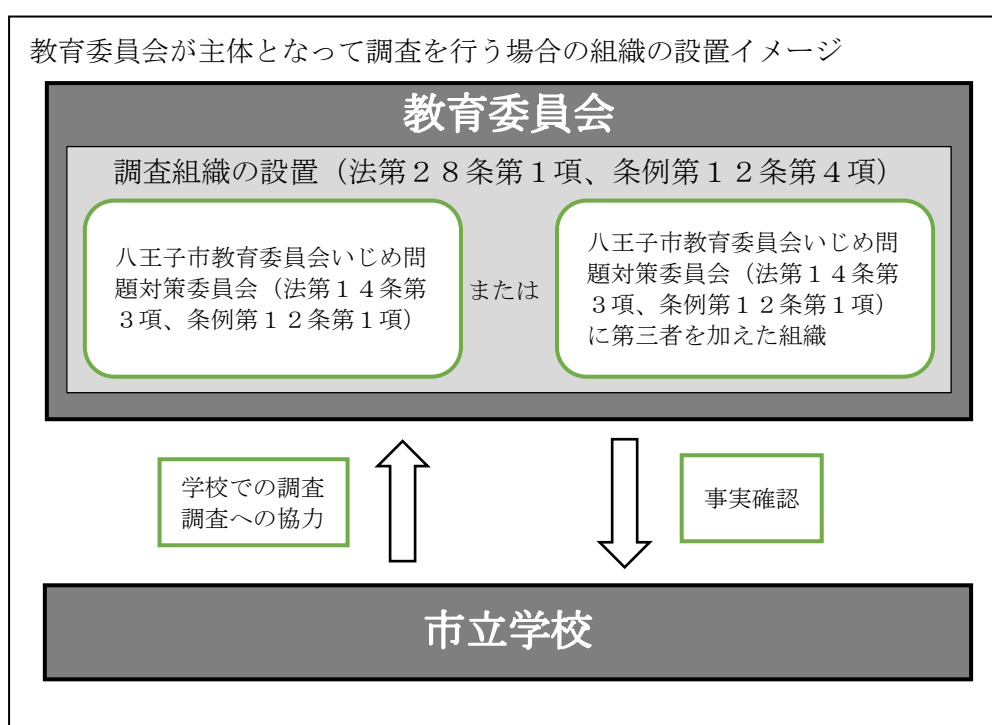 教育委員会が主体となって調査を行う場合の組織の設置イメージ
教育委員会
調査組織の設置（法第２８条第１項、条例第１２条第４項）
八王子市教育委員会いじめ問
題対策委員会（法第１４条第
３項、条例第１２条第１項）
または
八王子市教育委員会いじめ問
題対策委員会（法第１４条第
３項、条例第１２条第１項）
に第三者を加えた組織
学校での調査
調査への協力
事実確認
市立学校